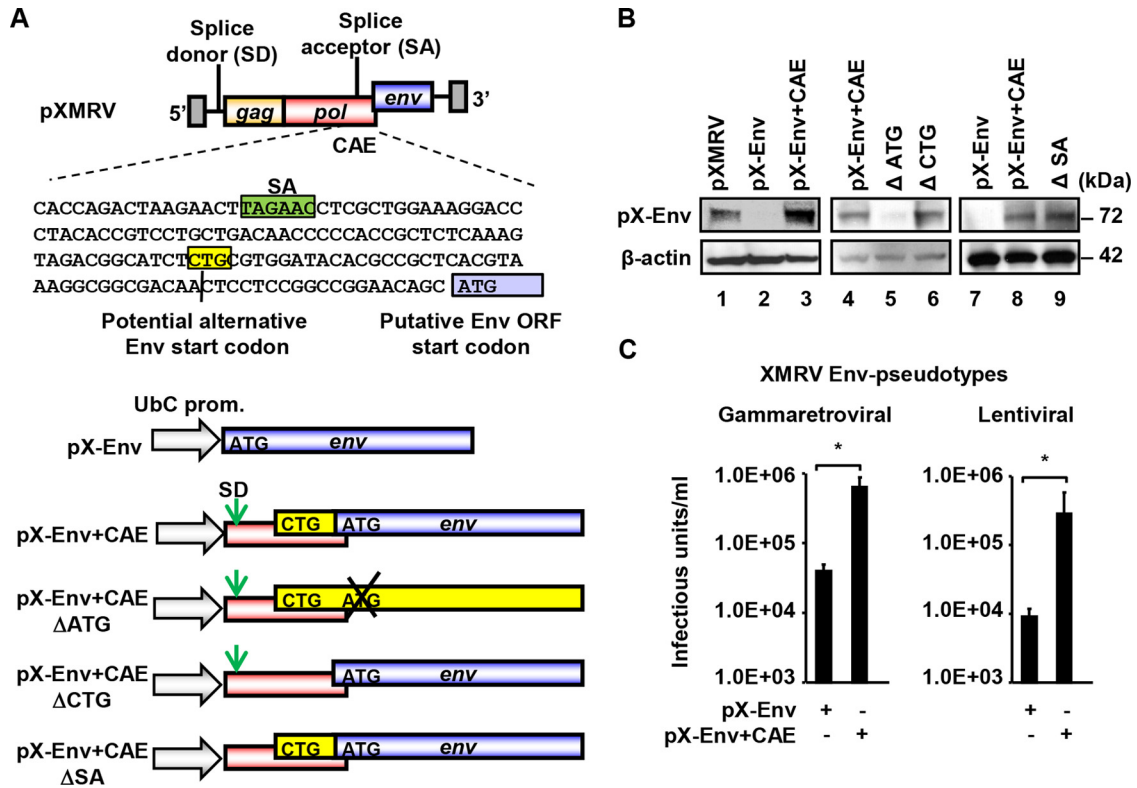 A
Splice
donor (SD)
Splice
acceptor (SA)
pXMRV
5’
gag
pol
env
3’
CAE
SA
CACCAGACTAAGAACTTAGAACCTCGCTGGAAAGGACC
CTACACCGTCCTGCTGACAACCCCCACCGCTCTCAAAG
TAGACGGCATCTCTGCGTGGATACACGCCGCTCACGTA
AAGGCGGCGACAACTCCTCCGGCCGGAACAGC ATG
Potential alternative
Env start codon
Putative Env ORF
start codon
UbC prom.
pX-Env
ATG
env
SD
pX-Env+CAE
CTG
ATG
env
pX-Env+CAE
ΔATG
CTG
ATG
pX-Env+CAE
ΔCTG
ATG
env
pX-Env+CAE
ΔSA
CTG
ATG
env
B
pXMRV
pX-Env
pX-Env+CAE
pX-Env+CAE
Δ ATG
Δ CTG
pX-Env
pX-Env+CAE
Δ SA
(kDa)
pX-Env
72
β-actin
42
1 2 3 4 5 6 7 8 9
C
XMRV Env-pseudotypes
Gammaretroviral
Lentiviral
Infectious units/ml
1.0E+06
1.0E+05
1.0E+04
1.0E+03
*
1.0E+06
1.0E+05
1.0E+04
1.0E+03
*
pX-Env + - + -
pX-Env+CAE - + - +